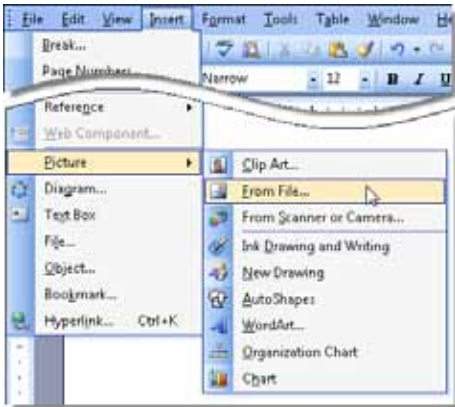 File Edit View Insert Format Tools Table Window He
Break...
Page Numbers
Narrow 12 B I U
Reference
Web Component...
Picture
Diagram...
Text Box
File...
Object...
Bookmark...
Hyperlink... Ctrl+K
Clip Art...
From File...
From Scanner or Camera...
Ink Drawing and Writing
New Drawing
AutoShapes
WordArt...
Organization Chart
Chart